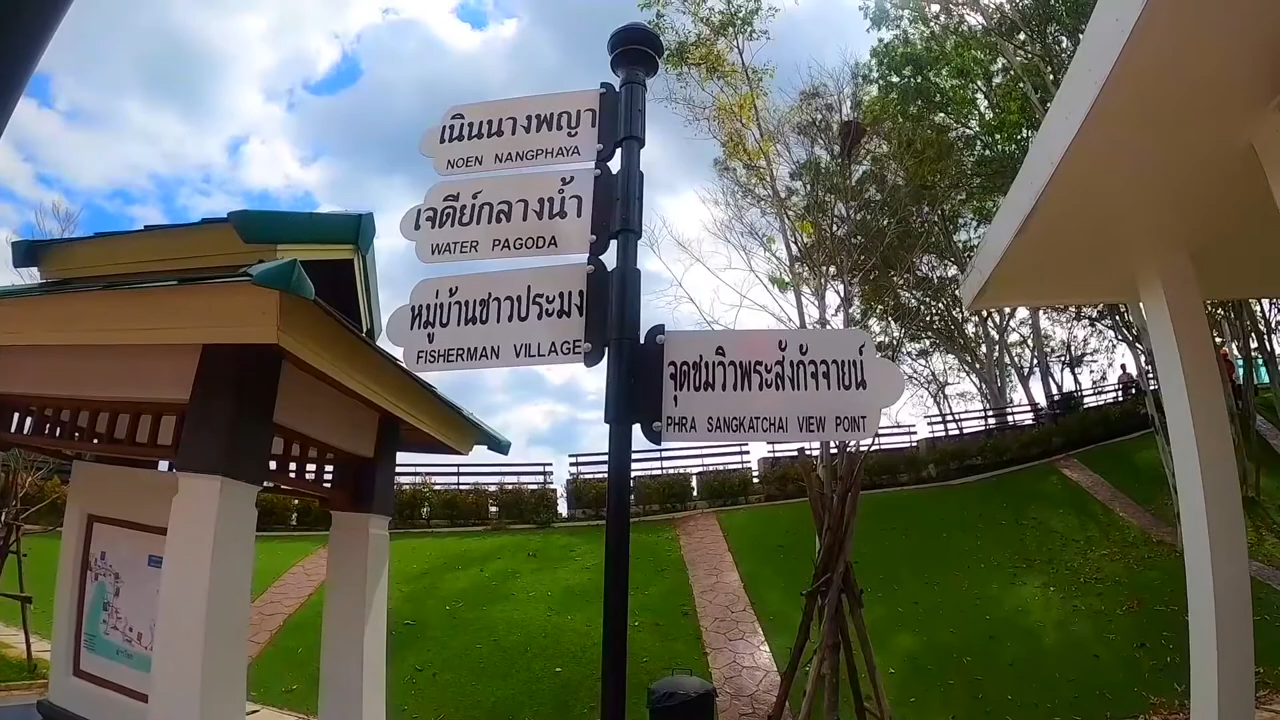 เนินนางพญา
NOEN NANGPHAYA
เจดีย์กลางน้ำ
WATER PAGODA
หมู่บ้านชาวประมง
FISHERMAN VILLAGE
จุดชมวิวพระสังกัจจายน์
PHRA SANGKATCHAI VIEW POINT